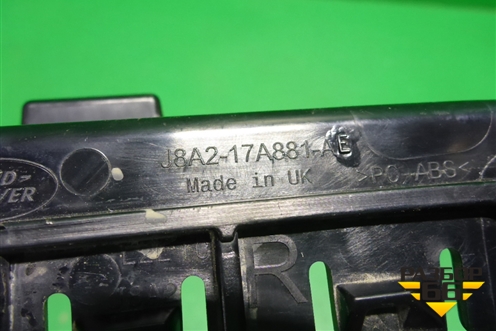 J8A2-17A881-AE
Made in UK
>PC-ABS<
R